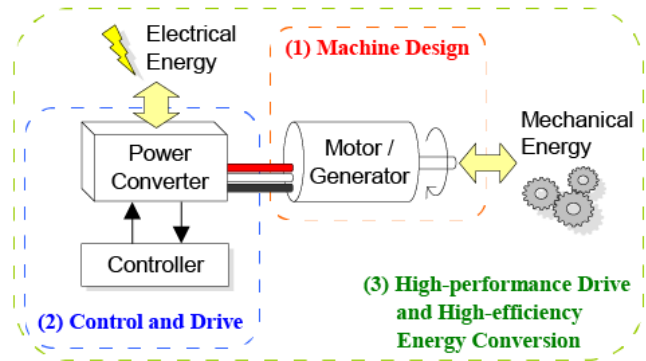 Electrical
Energy
(1) Machine Design
Power
Converter
Motor /
Generator
Mechanical
Energy
Controller
(2) Control and Drive
(3) High-performance Drive
and High-efficiency
Energy Conversion